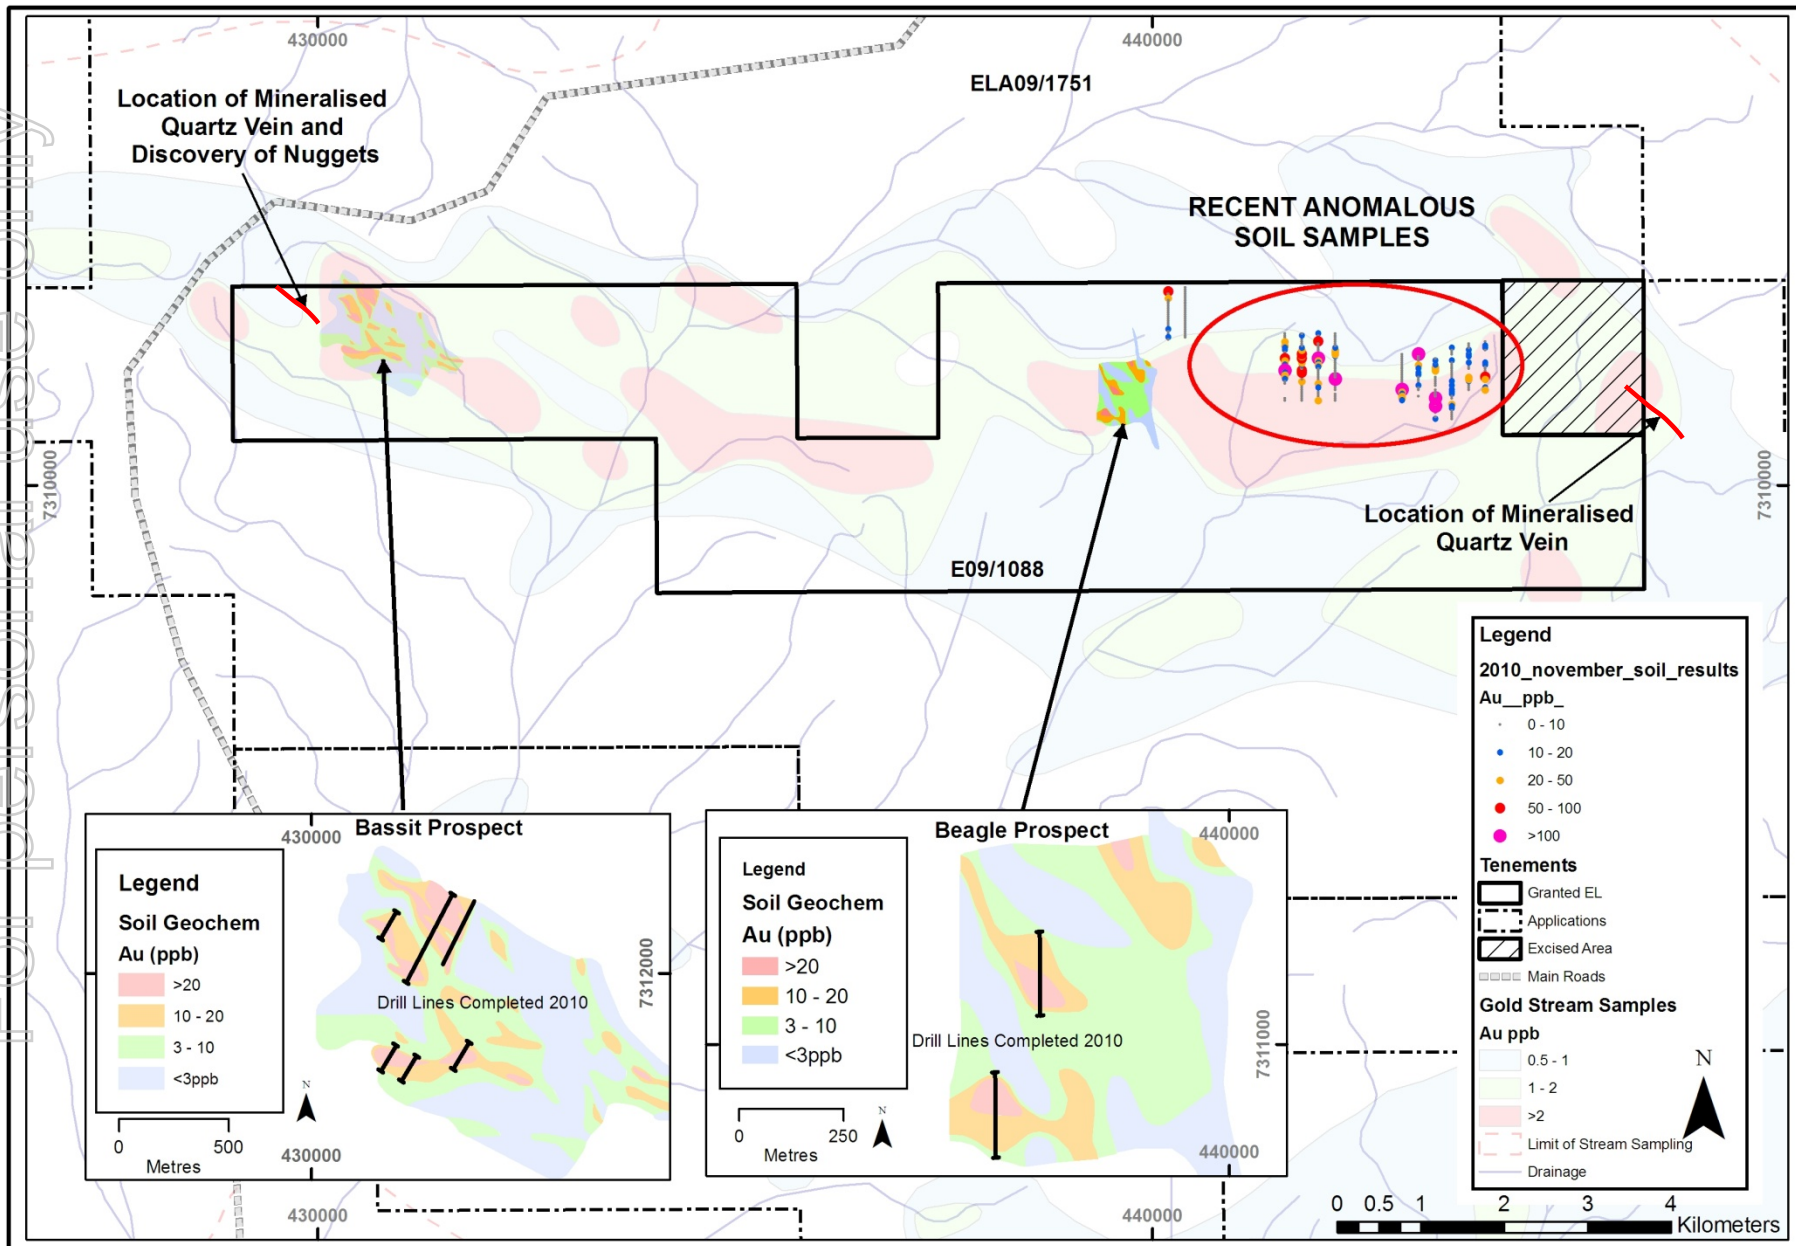 430000
440000
ELA09/1751
Location of Mineralised
Quartz Vein and
Discovery of Nuggets
RECENT ANOMALOUS
SOIL SAMPLES
7310000
7310000
Location of Mineralised
Quartz Vein
E09/1088
Legend
2010_november_soil_results
Au__ppb_
0 - 10
10 - 20
20 - 50
50 - 100
>100
Tenements
Granted EL
Applications
Excised Area
Main Roads
Gold Stream Samples
Au ppb
0.5 - 1
1 - 2
>2
Limit of Stream Sampling
Drainage
N
430000
Bassit Prospect
Legend
Soil Geochem
Au (ppb)
>20
10 - 20
3 - 10
<3ppb
N
0 500
Metres
Drill Lines Completed 2010
7312000
430000
Beagle Prospect
440000
Legend
Soil Geochem
Au (ppb)
>20
10 - 20
3 - 10
<3ppb
0 250
Metres
N
Drill Lines Completed 2010
7311000
440000
430000
440000
0 0.5 1 2 3 4
Kilometers